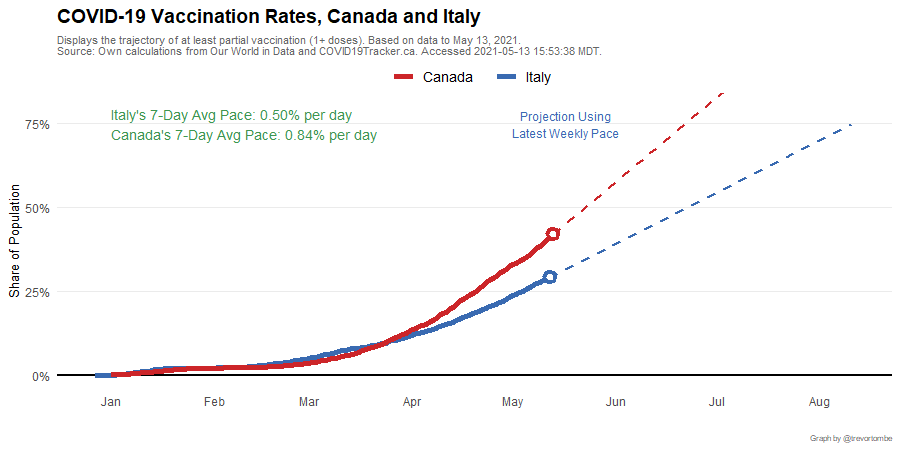 COVID-19 Vaccination Rates, Canada and Italy
Displays the trajectory of at least partial vaccination (1+ doses). Based on data to May 13, 2021.
Source: Own calculations from Our World in Data and COVID19Tracker.ca. Accessed 2021-05-13 15:53:38 MDT.
Canada
Italy
Italy's 7-Day Avg Pace: 0.50% per day
Canada's 7-Day Avg Pace: 0.84% per day
Projection Using
Latest Weekly Pace
Share of Population
75%
50%
25%
0%
Jan
Feb
Mar
Apr
May
Jun
Jul
Aug
Graph by @trevortombe